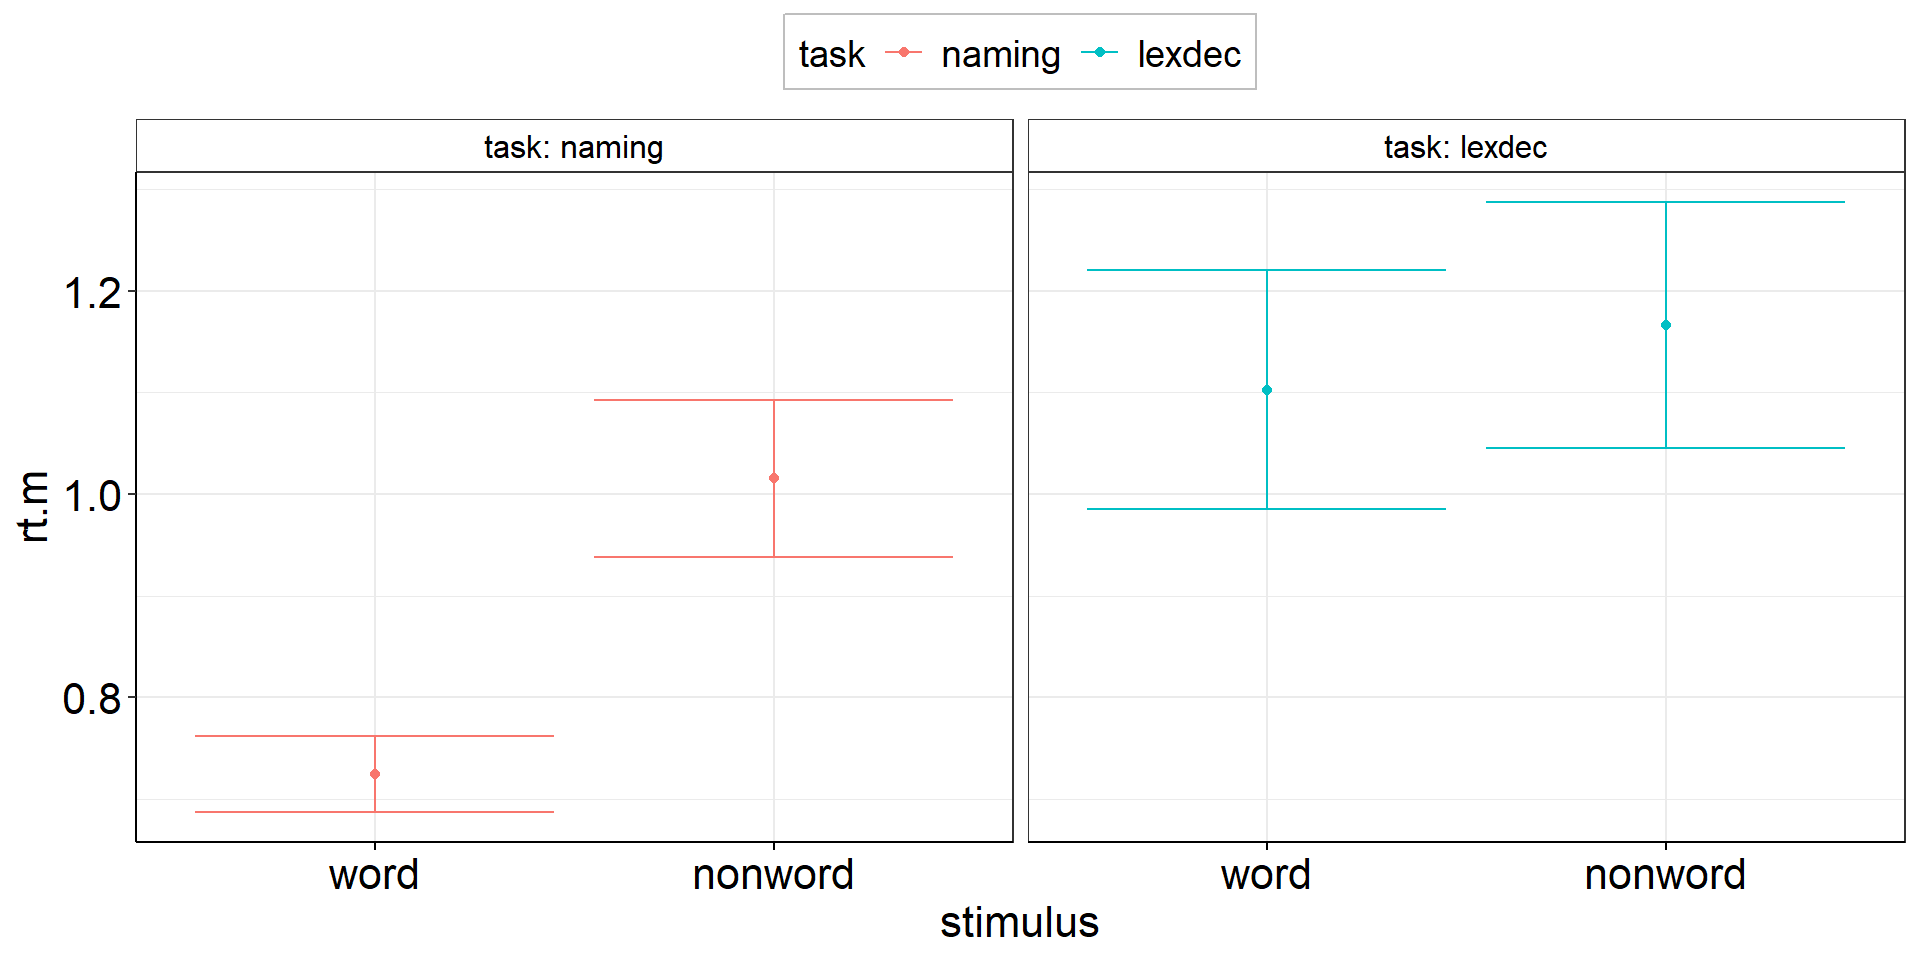 task naming lexdec
task: naming task: lexdec
rt.m
1.2
1.0
0.8
word nonword word nonword
stimulus